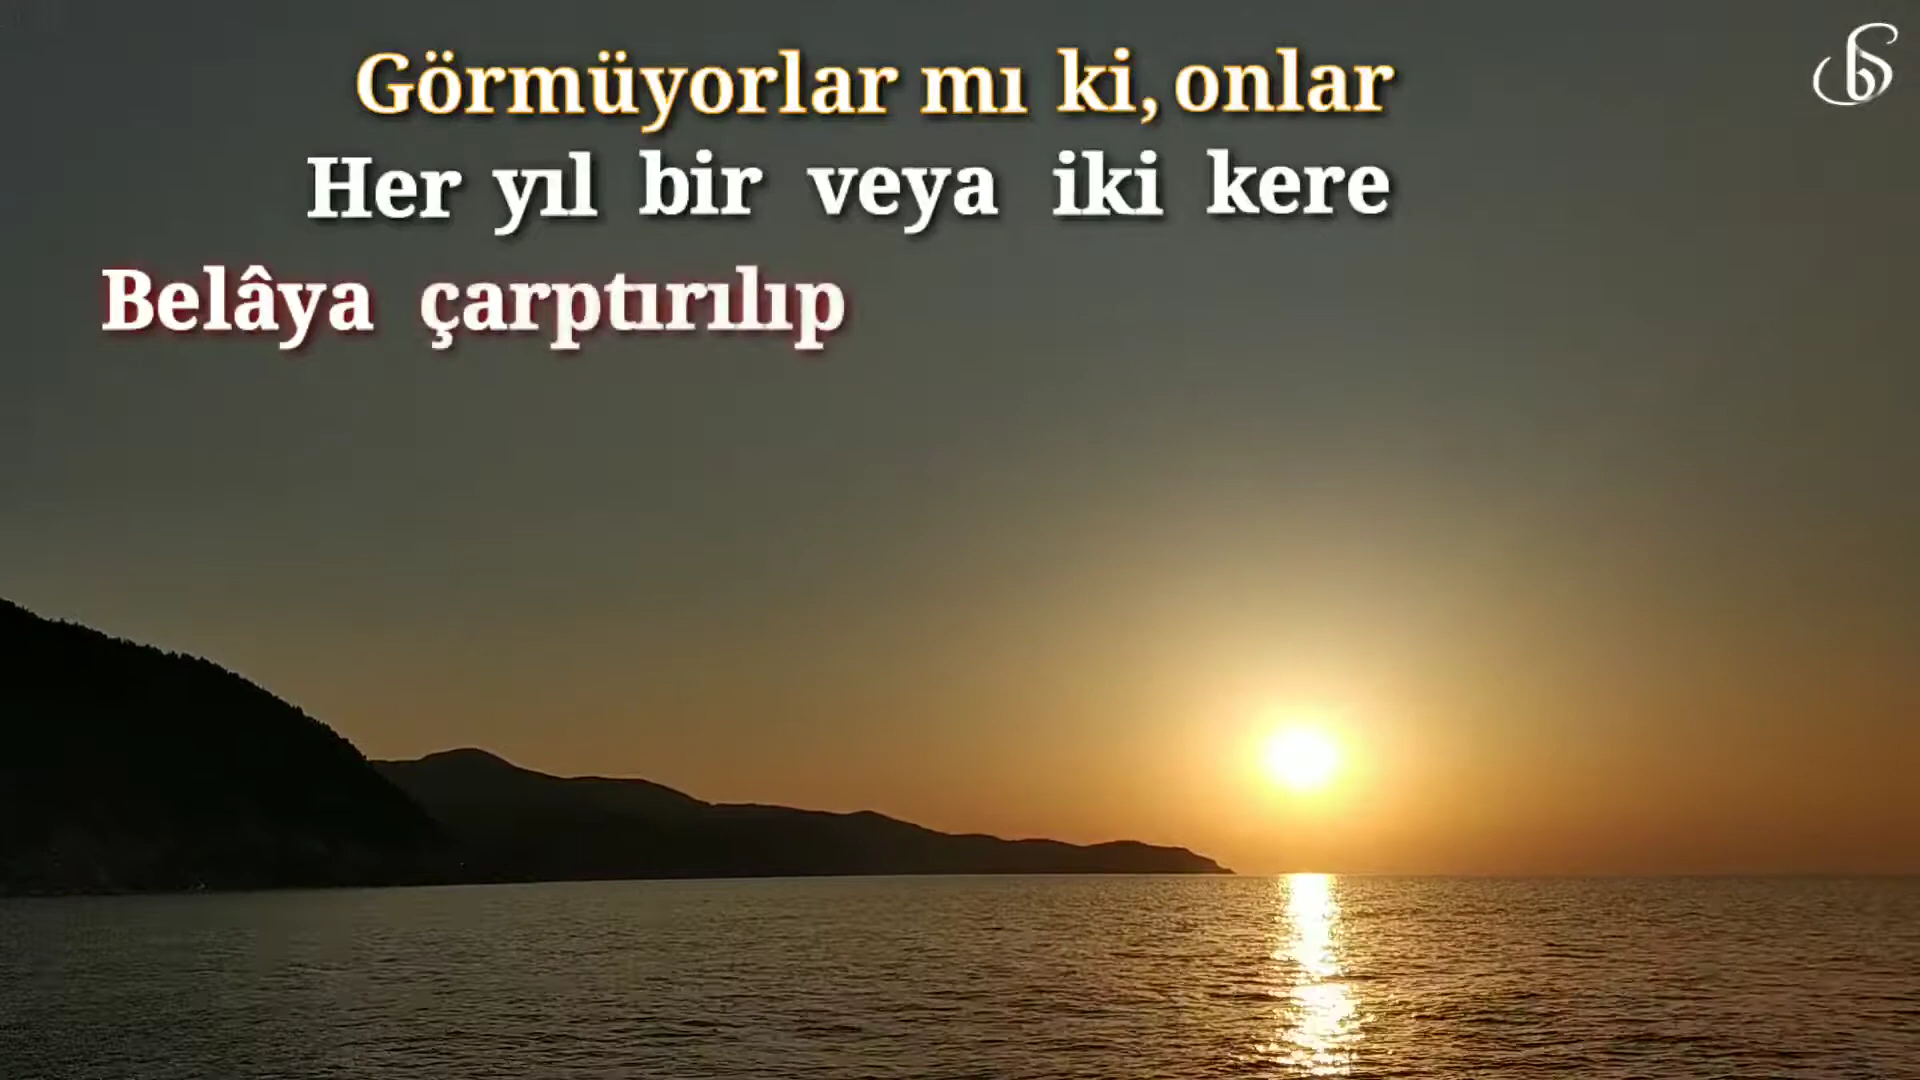 Görmüyorlar mı ki, onlar
Her yıl bir veya iki kere
Belâya çarptırılıp